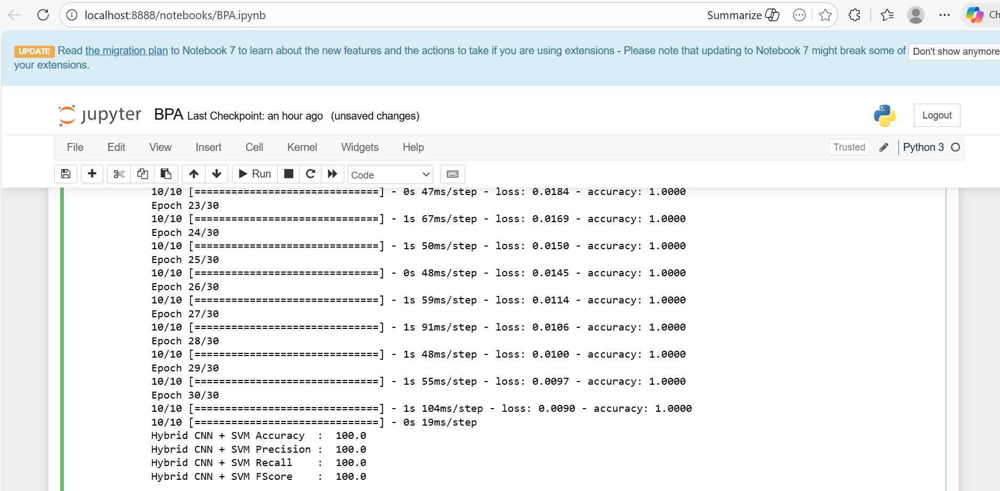 localhost:8888/notebooks/BPA.ipynb Summarize Ch
UPDATE Read the migration plan to Notebook 7 to learn about the new features and the actions to take if you are using extensions - Please note that updating to Notebook 7 might break some of Don't show anymore
your extensions.
jupyter BPA Last Checkpoint: an hour ago (unsaved changes) Logout
File Edit View Insert Cell Kernel Widgets Help Trusted Python 3
Run Code
10/10 [==============================] - 0s 47ms/step - loss: 0.0184 - accuracy: 1.0000
Epoch 23/30
10/10 [==============================] - 1s 67ms/step - loss: 0.0169 - accuracy: 1.0000
Epoch 24/30
10/10 [==============================] - 1s 50ms/step - loss: 0.0150 - accuracy: 1.0000
Epoch 25/30
10/10 [==============================] - 0s 48ms/step - loss: 0.0145 - accuracy: 1.0000
Epoch 26/30
10/10 [==============================] - 1s 59ms/step - loss: 0.0114 - accuracy: 1.0000
Epoch 27/30
10/10 [==============================] - 1s 91ms/step - loss: 0.0106 - accuracy: 1.0000
Epoch 28/30
10/10 [==============================] - 1s 48ms/step - loss: 0.0100 - accuracy: 1.0000
Epoch 29/30
10/10 [==============================] - 1s 55ms/step - loss: 0.0097 - accuracy: 1.0000
Epoch 30/30
10/10 [==============================] - 1s 104ms/step - loss: 0.0090 - accuracy: 1.0000
10/10 [==============================] - 0s 19ms/step
Hybrid CNN + SVM Accuracy  :  100.0
Hybrid CNN + SVM Precision :  100.0
Hybrid CNN + SVM Recall    :  100.0
Hybrid CNN + SVM FScore    :  100.0